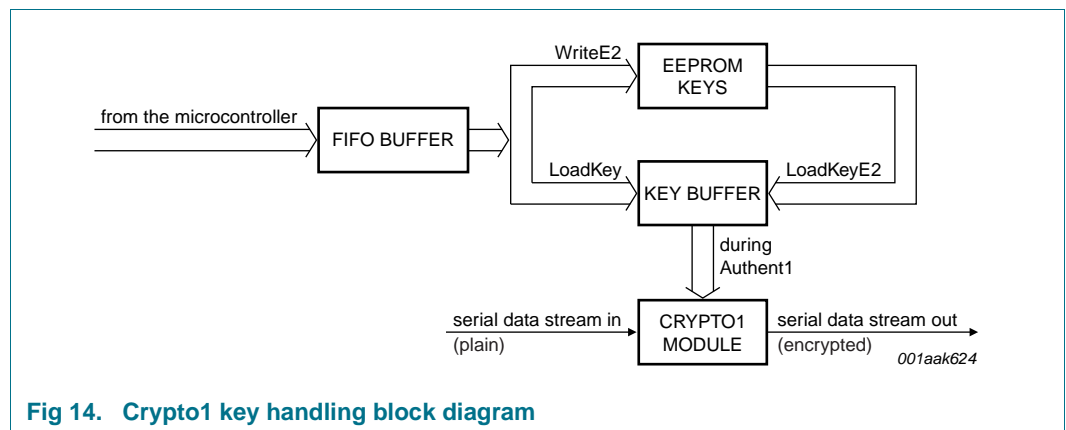 WriteE2
EEPROM
KEYS
from the microcontroller
FIFO BUFFER
LoadKey
LoadKeyE2
KEY BUFFER
during
Authent1
serial data stream in
(plain)
CRYPTO1
MODULE
serial data stream out
(encrypted)
001aak624
Fig 14. Crypto1 key handling block diagram